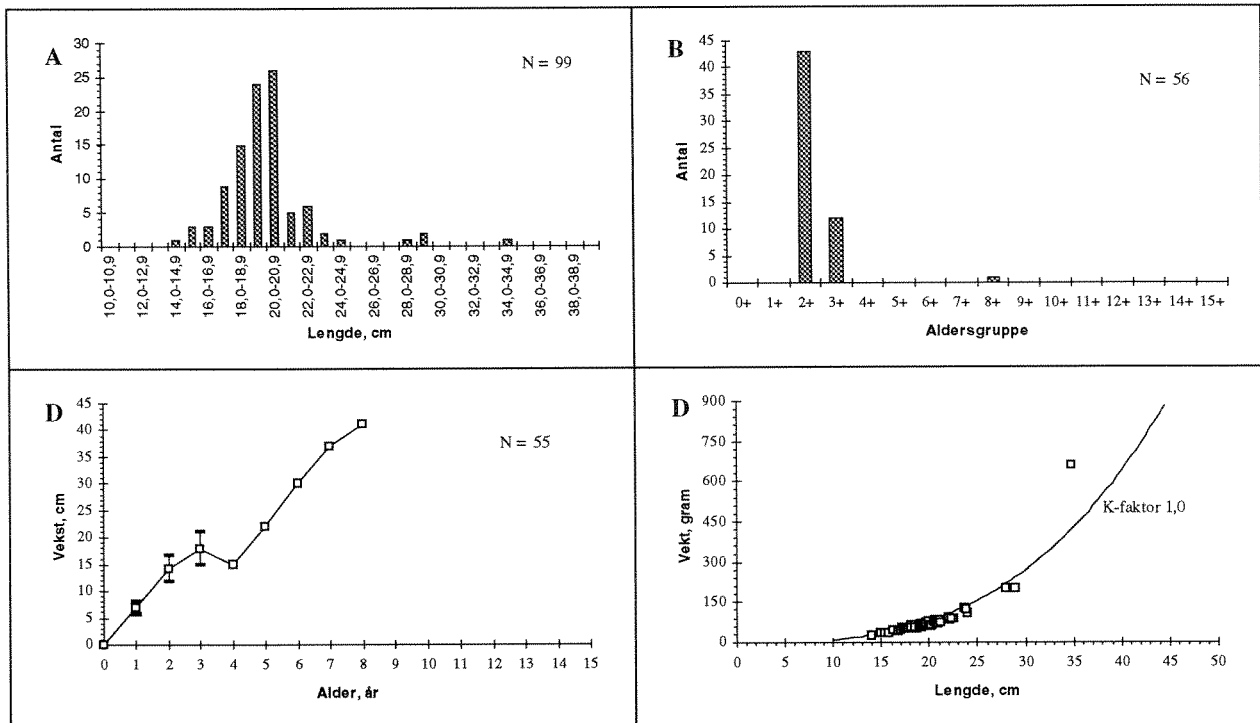 A
N = 99
Antal
30
25
20
15
10
5
0
10,0-10,9
12,0-12,9
14,0-14,9
16,0-16,9
18,0-18,9
20,0-20,9
22,0-22,9
24,0-24,9
26,0-26,9
28,0-28,9
30,0-30,9
32,0-32,9
34,0-34,9
36,0-36,9
38,0-38,9
Lengde, cm
B
N = 56
Antal
45
40
35
30
25
20
15
10
5
0
0+ 1+ 2+ 3+ 4+ 5+ 6+ 7+ 8+ 9+ 10+ 11+ 12+ 13+ 14+ 15+
Aldersgruppe
D
N = 55
Vekst, cm
45
40
35
30
25
20
15
10
5
0
0 1 2 3 4 5 6 7 8 9 10 11 12 13 14 15
Alder, år
D
Vekt, gram
900
750
600
450
300
150
0
K-faktor 1,0
0 5 10 15 20 25 30 35 40 45 50
Lengde, cm